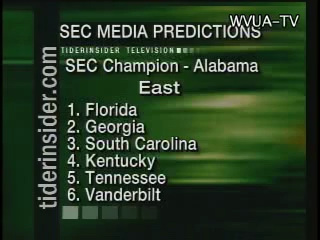 WVUA-TV
SEC MEDIA PREDICTIONS
TIDERINSIDER TELEVISION
SEC Champion - Alabama
East
1. Florida
2. Georgia
3. South Carolina
4. Kentucky
5. Tennessee
6. Vanderbilt
tiderinsider.com